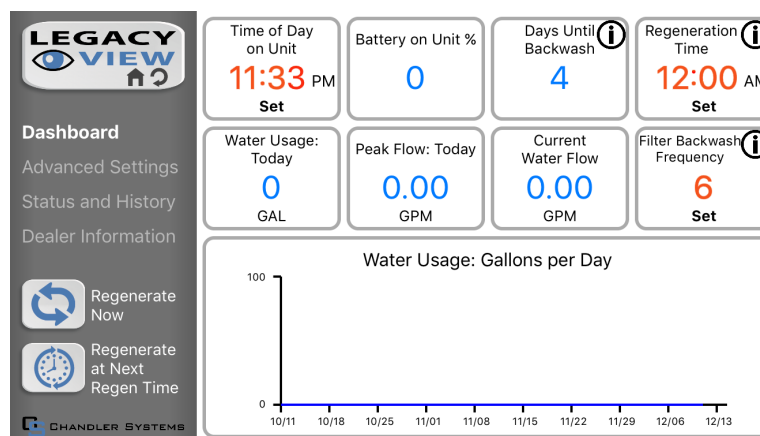 LEGACY
VIEW
Dashboard
Advanced Settings
Status and History
Dealer Information
Regenerate
Now
Regenerate
at Next
Regen Time
CHANDLER SYSTEMS
Time of Day
on Unit
11:33 PM
Set
Battery on Unit %
0
Days Until
Backwash
i
4
Regeneration
Time
i
12:00 AM
Set
Water Usage:
Today
0
GAL
Peak Flow: Today
0.00
GPM
Current
Water Flow
0.00
GPM
Filter Backwash
Frequency
i
6
Set
Water Usage: Gallons per Day
100
0
10/11 10/18 10/25 11/01 11/08 11/15 11/22 11/29 12/06 12/13